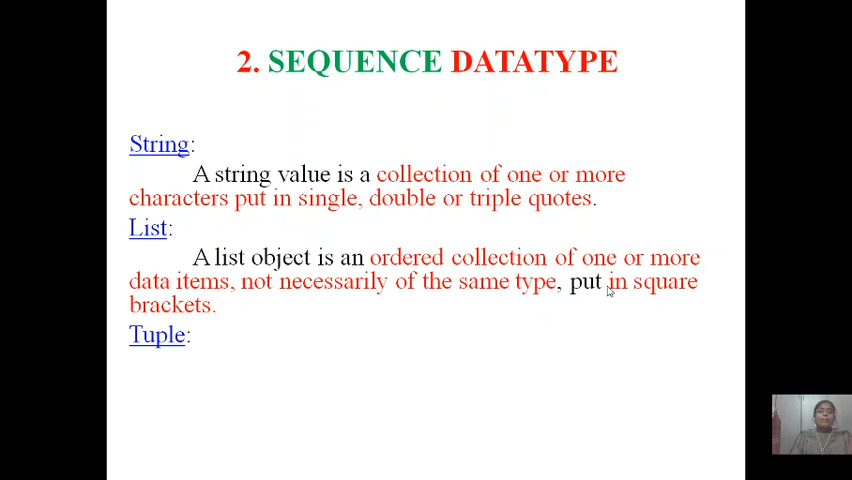 2. SEQUENCE DATATYPE
String:
A string value is a collection of one or more
characters put in single, double or triple quotes.
List:
A list object is an ordered collection of one or more
data items, not necessarily of the same type, put in square
brackets.
Tuple: